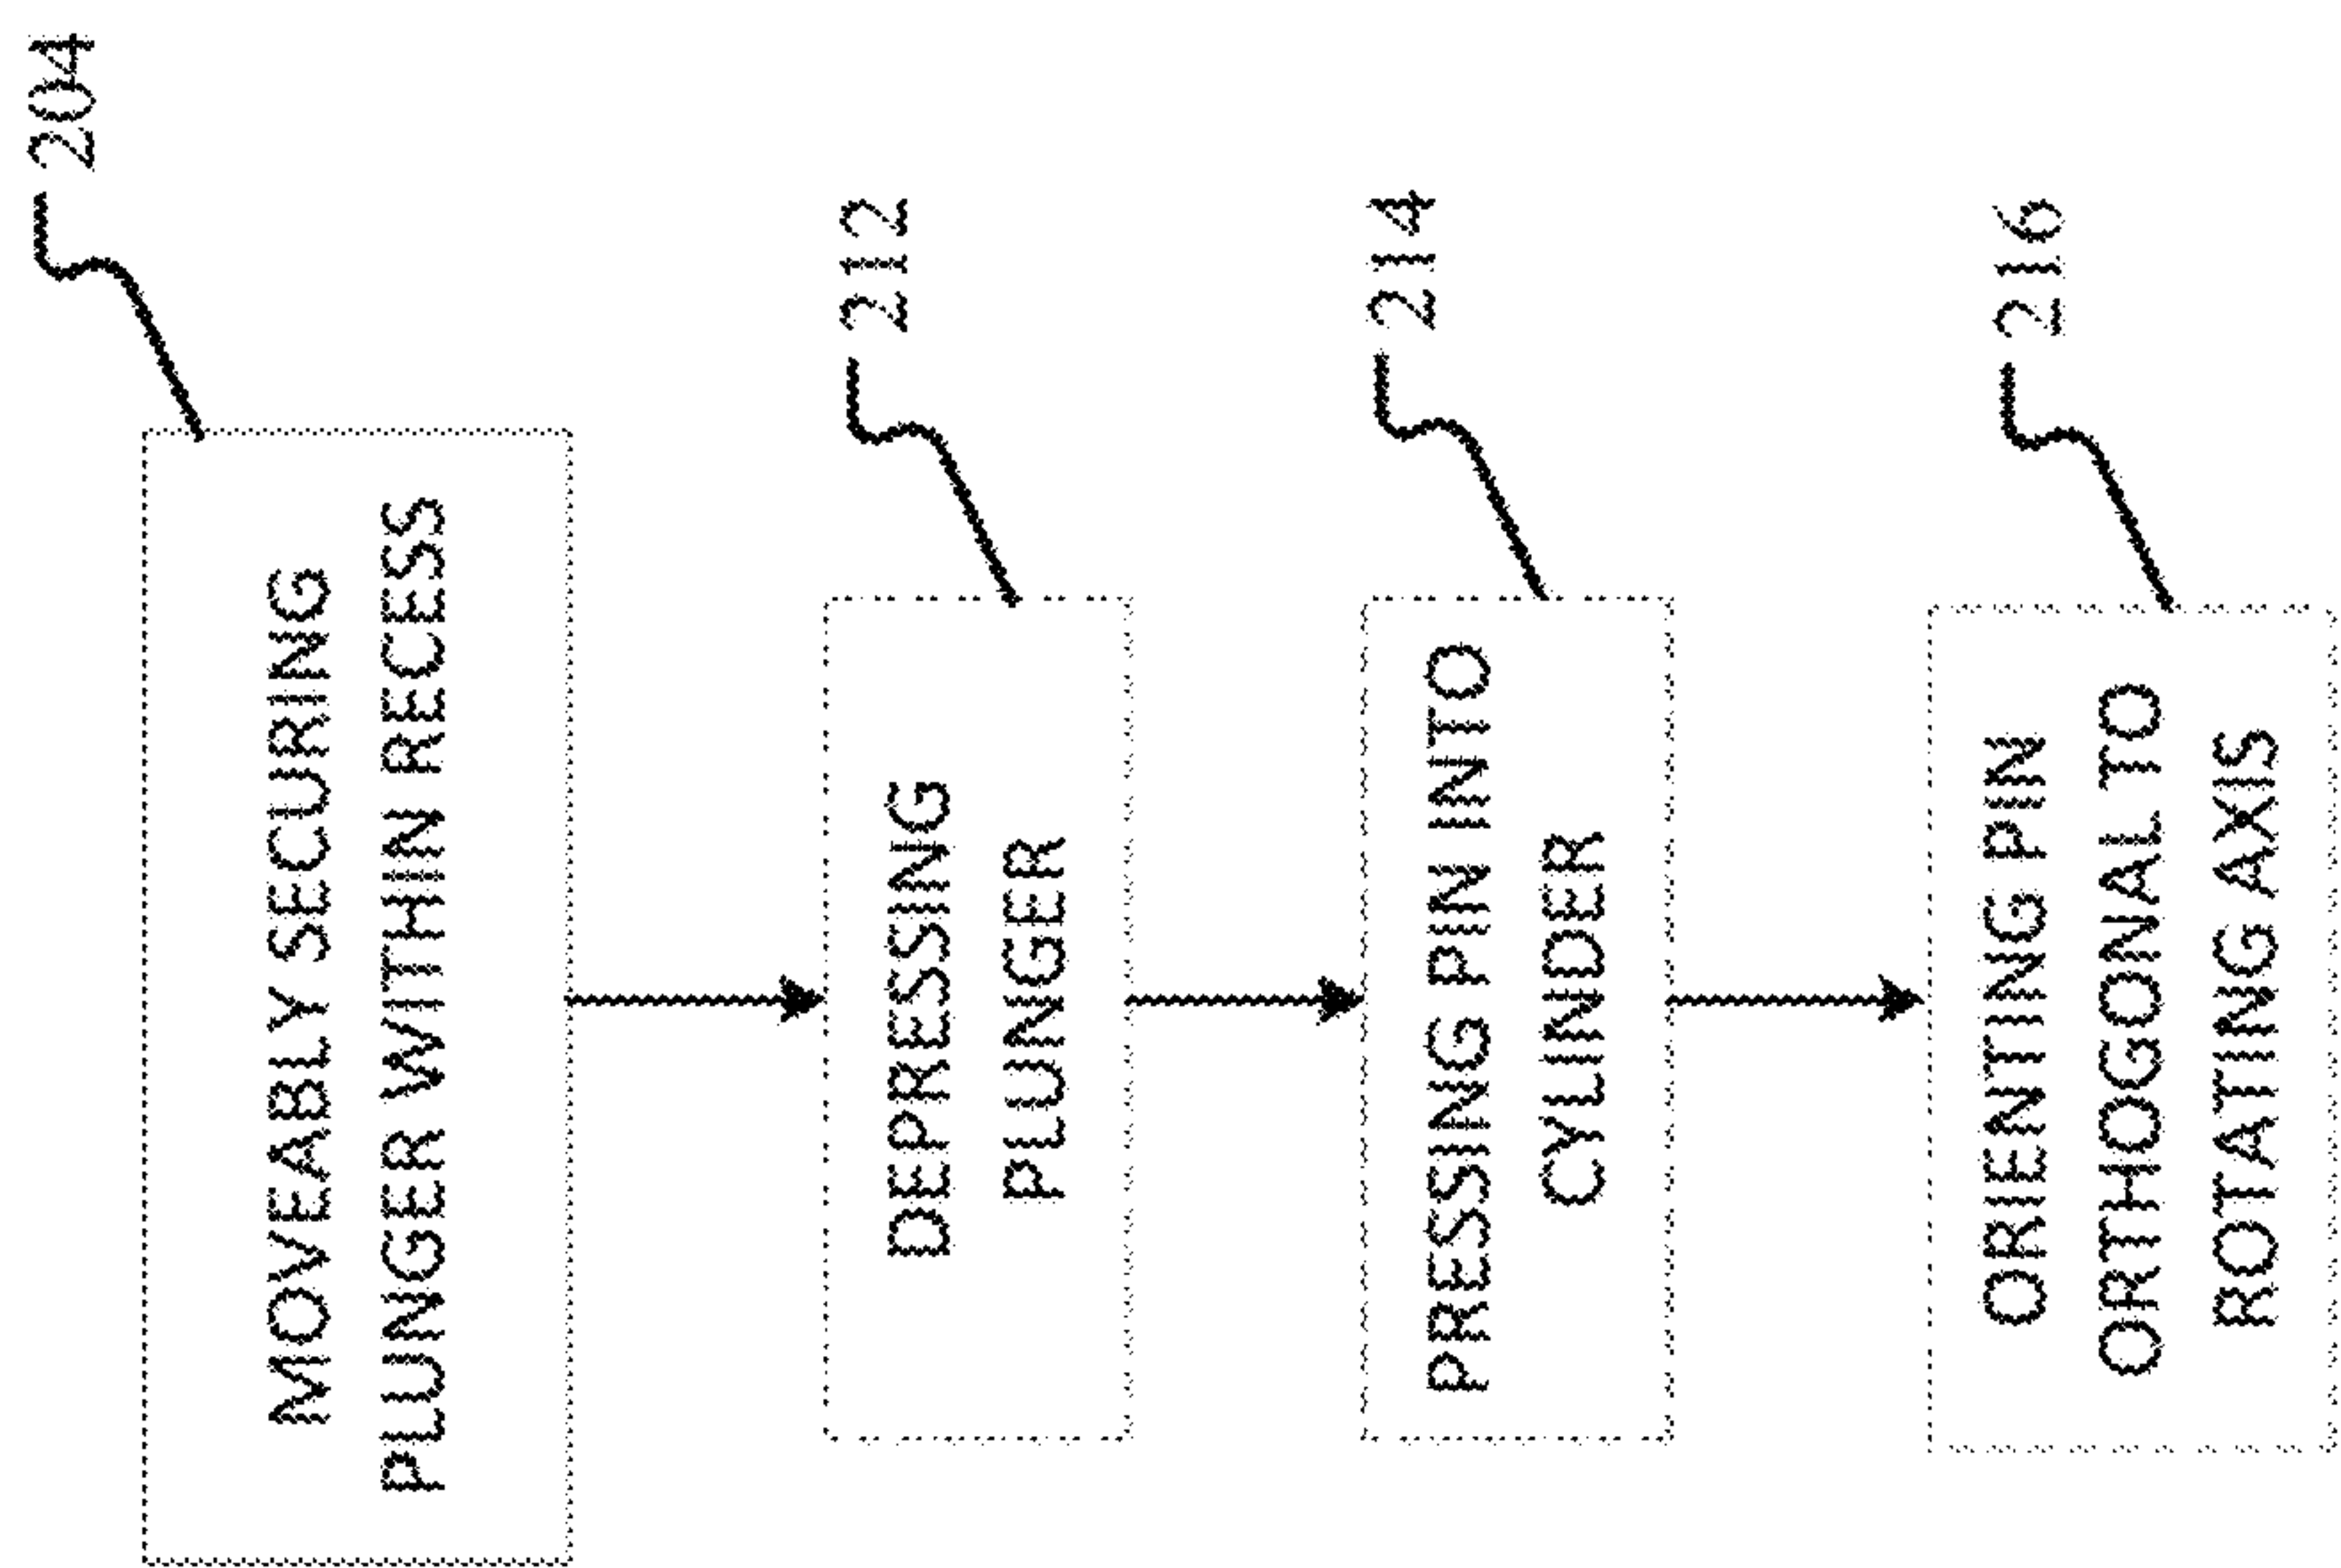 204
MOVEABLY SECURING
PLUNGER WITHIN RECESS
212
DEPRESSING
PLUNGER
214
PRESSING PIN INTO
CYLINDER
216
ORIENTING PIN
ORTHOGONAL TO
ROTATING AXIS